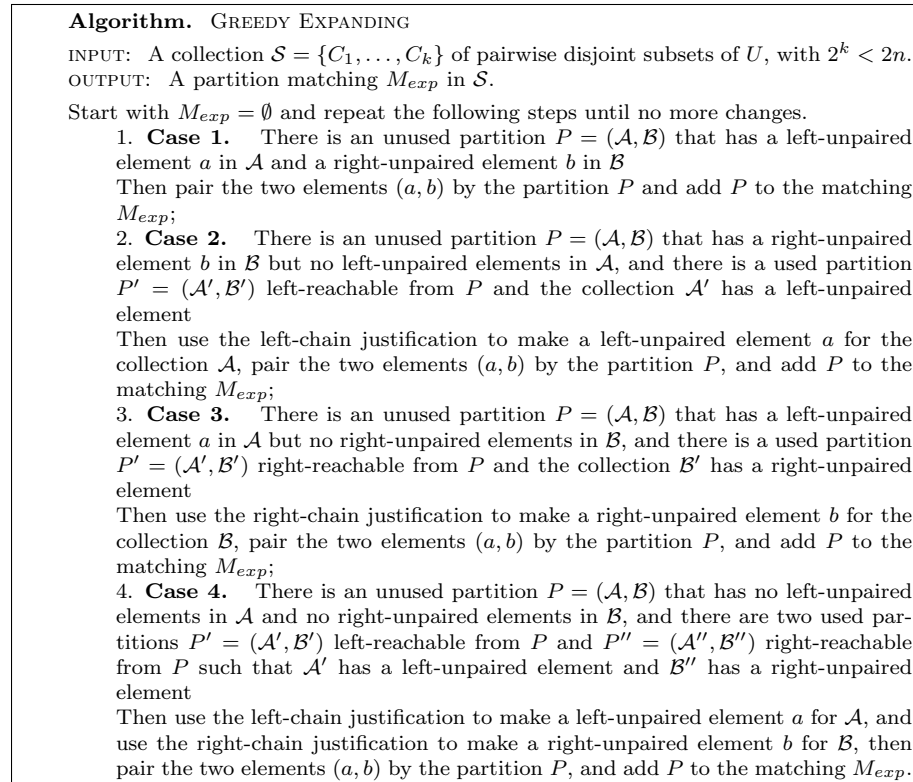 Algorithm. GREEDY EXPANDING
INPUT: A collection 𝒮 = {C₁, . . . , Cₖ} of pairwise disjoint subsets of U, with 2ᵏ < 2n.
OUTPUT: A partition matching M_exp in 𝒮.
Start with M_exp = ∅ and repeat the following steps until no more changes.
1. Case 1. There is an unused partition P = (𝒜, ℬ) that has a left-unpaired
element a in 𝒜 and a right-unpaired element b in ℬ
Then pair the two elements (a, b) by the partition P and add P to the matching
M_exp;
2. Case 2. There is an unused partition P = (𝒜, ℬ) that has a right-unpaired
element b in ℬ but no left-unpaired elements in 𝒜, and there is a used partition
P′ = (𝒜′, ℬ′) left-reachable from P and the collection 𝒜′ has a left-unpaired
element
Then use the left-chain justification to make a left-unpaired element a for the
collection 𝒜, pair the two elements (a, b) by the partition P, and add P to the
matching M_exp;
3. Case 3. There is an unused partition P = (𝒜, ℬ) that has a left-unpaired
element a in 𝒜 but no right-unpaired elements in ℬ, and there is a used partition
P′ = (𝒜′, ℬ′) right-reachable from P and the collection ℬ′ has a right-unpaired
element
Then use the right-chain justification to make a right-unpaired element b for the
collection ℬ, pair the two elements (a, b) by the partition P, and add P to the
matching M_exp;
4. Case 4. There is an unused partition P = (𝒜, ℬ) that has no left-unpaired
elements in 𝒜 and no right-unpaired elements in ℬ, and there are two used par-
titions P′ = (𝒜′, ℬ′) left-reachable from P and P″ = (𝒜″, ℬ″) right-reachable
from P such that 𝒜′ has a left-unpaired element and ℬ″ has a right-unpaired
element
Then use the left-chain justification to make a left-unpaired element a for 𝒜, and
use the right-chain justification to make a right-unpaired element b for ℬ, then
pair the two elements (a, b) by the partition P, and add P to the matching M_exp.